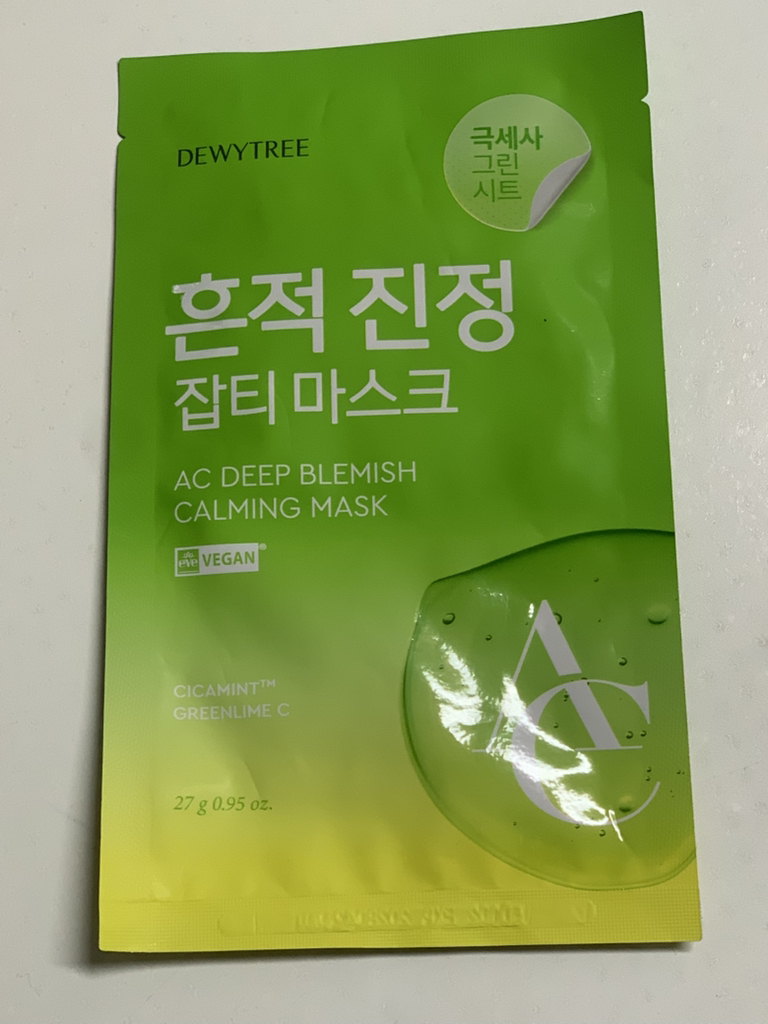 DEWYTREE
극세사
그린
시트
흔적 진정
잡티 마스크
AC DEEP BLEMISH
CALMING MASK
eve VEGAN®
CICAMINT™
GREENLIME C
27 g 0.95 oz.
AC